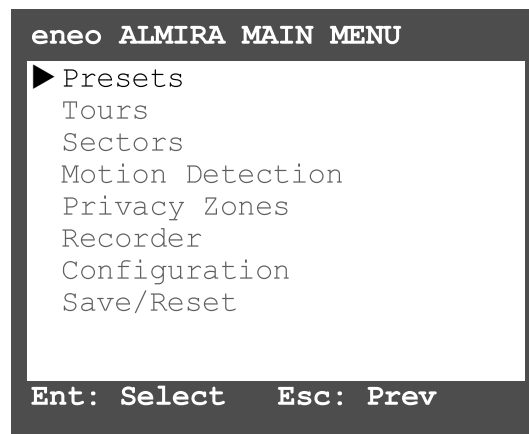 eneo ALMIRA MAIN MENU
Presets
Tours
Sectors
Motion Detection
Privacy Zones
Recorder
Configuration
Save/Reset
Ent: Select Esc: Prev